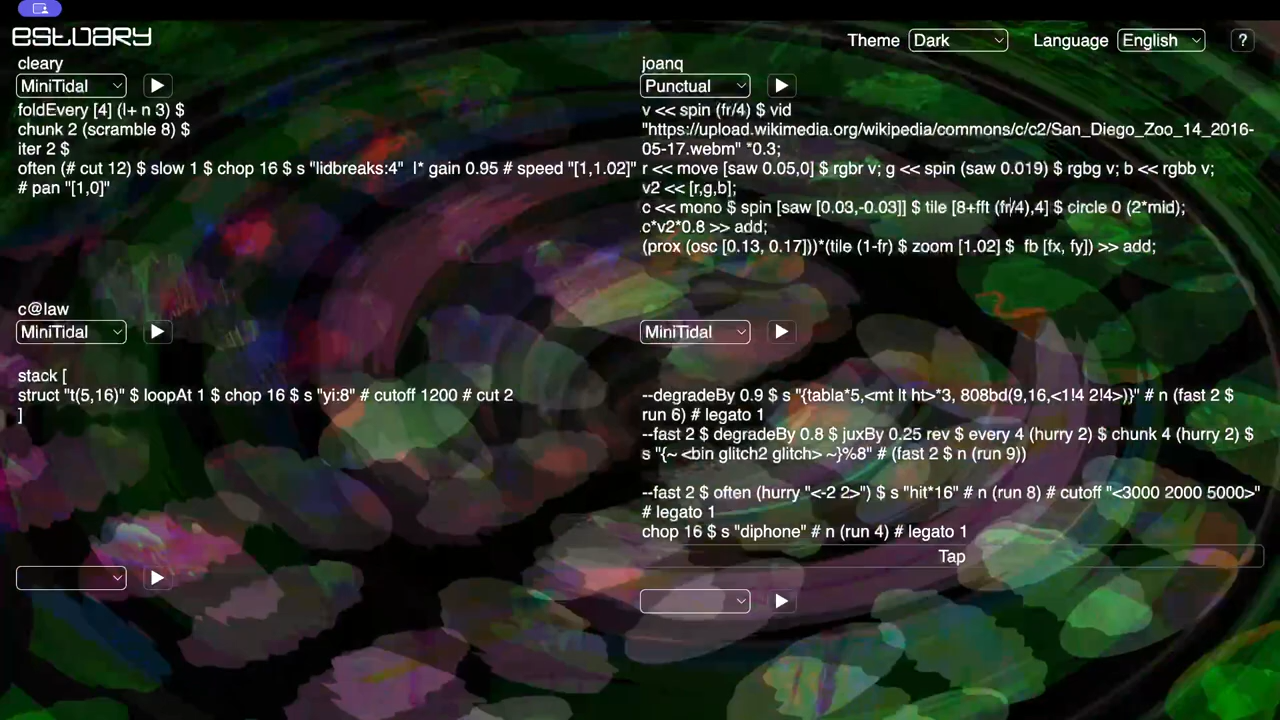 estuary
Theme Dark Language English ?
cleary
MiniTidal
foldEvery [4] (l+ n 3) $
chunk 2 (scramble 8) $
iter 2 $
often (# cut 12) $ slow 1 $ chop 16 $ s "lidbreaks:4"  l* gain 0.95 # speed "[1,1.02]"
# pan "[1,0]"
joanq
Punctual
v << spin (fr/4) $ vid
"https://upload.wikimedia.org/wikipedia/commons/c/c2/San_Diego_Zoo_14_2016-
05-17.webm" *0.3;
r << move [saw 0.05,0] $ rgbr v; g << spin (saw 0.019) $ rgbg v; b << rgbb v;
v2 << [r,g,b];
c << mono $ spin [saw [0.03,-0.03]] $ tile [8+fft (fr/4),4] $ circle 0 (2*mid);
c*v2*0.8 >> add;
(prox (osc [0.13, 0.17]))*(tile (1-fr) $ zoom [1.02] $  fb [fx, fy]) >> add;
c@law
MiniTidal
stack [
struct "t(5,16)" $ loopAt 1 $ chop 16 $ s "yi:8" # cutoff 1200 # cut 2
]
MiniTidal
--degradeBy 0.9 $ s "{tabla*5,<mt lt ht>*3, 808bd(9,16,<1!4 2!4>)}" # n (fast 2 $
run 6) # legato 1
--fast 2 $ degradeBy 0.8 $ juxBy 0.25 rev $ every 4 (hurry 2) $ chunk 4 (hurry 2) $
s "{~ <bin glitch2 glitch> ~}%8" # (fast 2 $ n (run 9))
--fast 2 $ often (hurry "<-2 2>") $ s "hit*16" # n (run 8) # cutoff "<3000 2000 5000>"
# legato 1
chop 16 $ s "diphone" # n (run 4) # legato 1
Tap